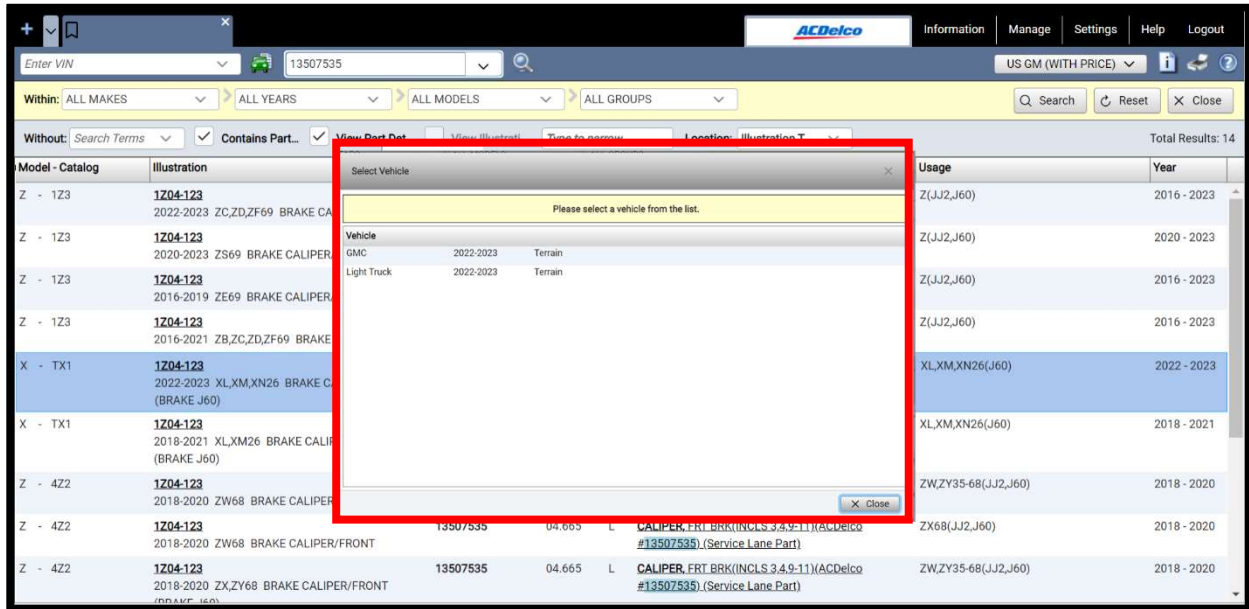 ACDelco Information Manage Settings Help Logout
Enter VIN 13507535 US GM (WITH PRICE)
Within: ALL MAKES ALL YEARS ALL MODELS ALL GROUPS Search Reset Close
Without: Search Terms Contains Part... View Part Det Location: Total Results: 14
Model - Catalog Illustration Usage Year
Select Vehicle
Please select a vehicle from the list.
Vehicle
GMC 2022-2023 Terrain
Light Truck 2022-2023 Terrain
Close
Z - 1Z3 1Z04-123 Z(JJ2,J60) 2016 - 2023
2022-2023 ZC,ZD,ZF69 BRAKE CA
Z - 1Z3 1Z04-123 Z(JJ2,J60) 2020 - 2023
2020-2023 ZS69 BRAKE CALIPER
Z - 1Z3 1Z04-123 Z(JJ2,J60) 2016 - 2023
2016-2019 ZE69 BRAKE CALIPER
Z - 1Z3 1Z04-123 Z(JJ2,J60) 2016 - 2023
2016-2021 ZB,ZC,ZD,ZF69 BRAKE
X - TX1 1Z04-123 XL,XM,XN26(J60) 2022 - 2023
2022-2023 XL,XM,XN26 BRAKE C
(BRAKE J60)
X - TX1 1Z04-123 XL,XM,XN26(J60) 2018 - 2021
2018-2021 XL,XM26 BRAKE CALIP
(BRAKE J60)
Z - 4Z2 1Z04-123 ZW,ZY35-68(JJ2,J60) 2018 - 2020
2018-2020 ZW68 BRAKE CALIPER
Z - 4Z2 1Z04-123 13507535 04.665 L CALIPER, FRT BRK(INCLS 3,4,9-11)(ACDelco ZX68(JJ2,J60) 2018 - 2020
2018-2020 ZW68 BRAKE CALIPER/FRONT #13507535) (Service Lane Part)
Z - 4Z2 1Z04-123 13507535 04.665 L CALIPER, FRT BRK(INCLS 3,4,9-11)(ACDelco ZW,ZY35-68(JJ2,J60) 2018 - 2020
2018-2020 ZX,ZY68 BRAKE CALIPER/FRONT #13507535) (Service Lane Part)